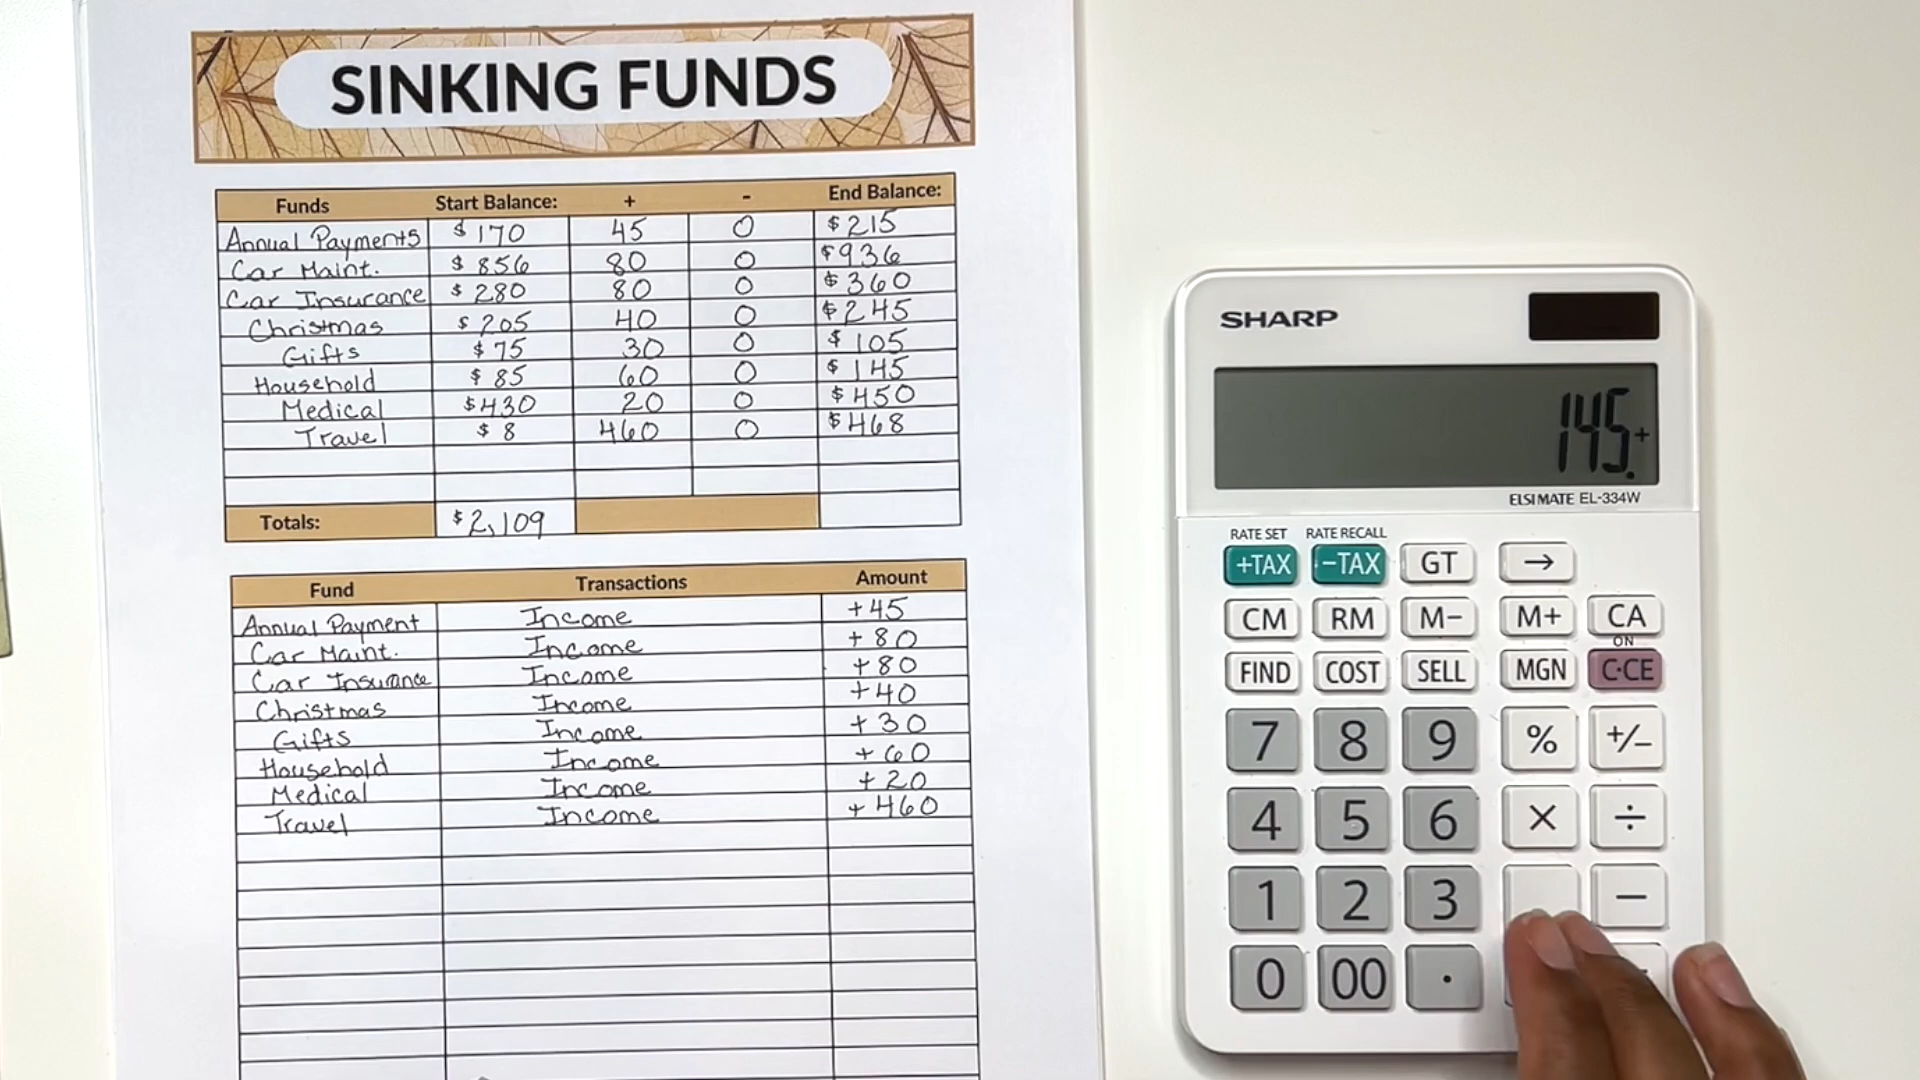 SINKING FUNDS
Funds Start Balance: + - End Balance:
Annual Payments $170 45 0 $215
Car Maint. $856 80 0 $936
Car Insurance $280 80 0 $360
Christmas $205 40 0 $245
Gifts $75 30 0 $105
Household $85 60 0 $145
Medical $430 20 0 $450
Travel $8 460 0 $468
Totals: $2,109
Fund Transactions Amount
Annual Payment Income +45
Car Maint. Income +80
Car Insurance Income +80
Christmas Income +40
Gifts Income +30
Household Income +60
Medical Income +20
Travel Income +460
SHARP
145.+
ELSIMATE EL-334W
RATE SET RATE RECALL
+TAX -TAX GT →
CM RM M- M+ CA
ON
FIND COST SELL MGN C·CE
7 8 9 % +/-
4 5 6 × ÷
1 2 3 −
0 00 .